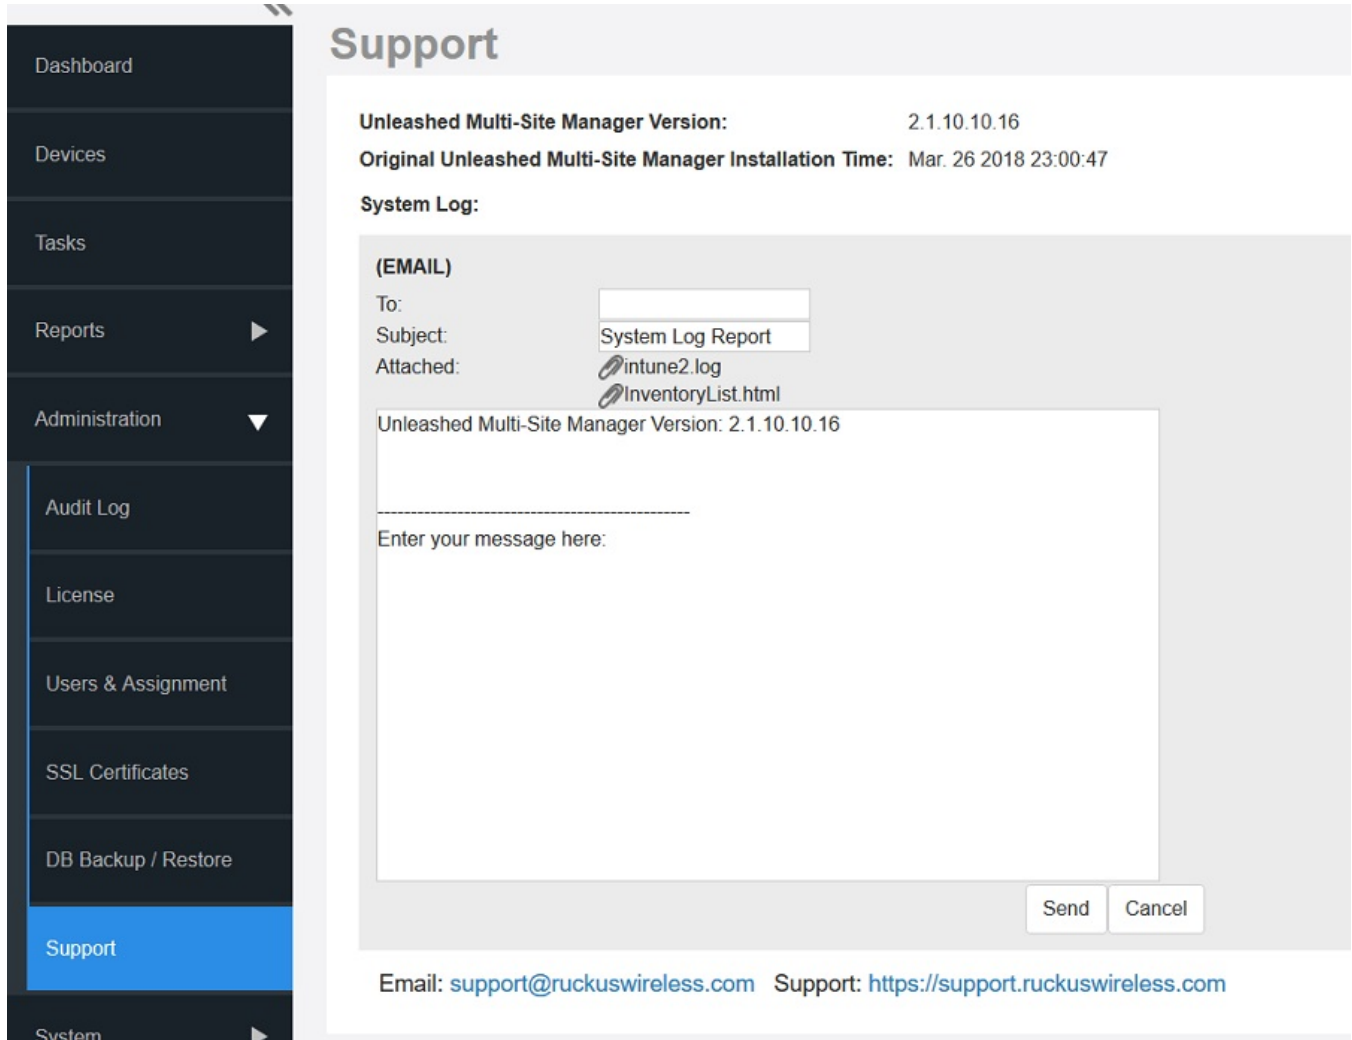 Dashboard
Devices
Tasks
Reports
Administration
Audit Log
License
Users & Assignment
SSL Certificates
DB Backup / Restore
Support
System
Support
Unleashed Multi-Site Manager Version: 2.1.10.10.16
Original Unleashed Multi-Site Manager Installation Time: Mar. 26 2018 23:00:47
System Log:
(EMAIL)
To:
Subject: System Log Report
Attached: intune2.log
InventoryList.html
Unleashed Multi-Site Manager Version: 2.1.10.10.16
-----------------------------------------------
Enter your message here:
Send Cancel
Email: support@ruckuswireless.com Support: https://support.ruckuswireless.com